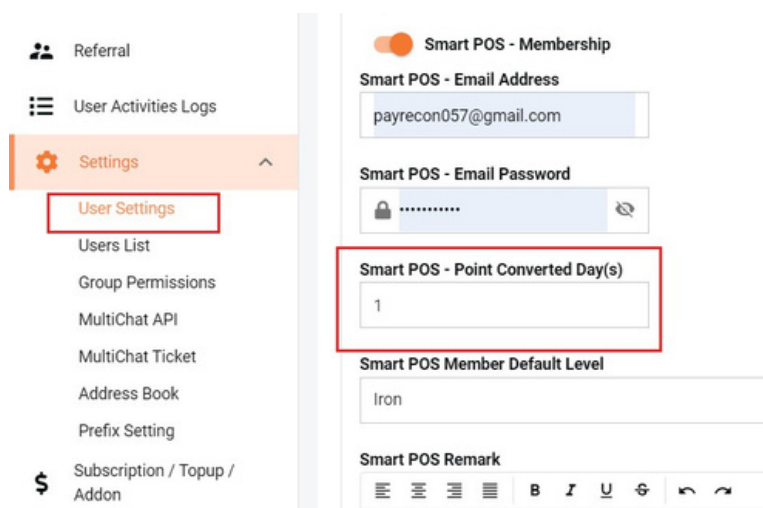 Referral
User Activities Logs
Settings
User Settings
Users List
Group Permissions
MultiChat API
MultiChat Ticket
Address Book
Prefix Setting
Subscription / Topup /
Addon
Smart POS - Membership
Smart POS - Email Address
payrecon057@gmail.com
Smart POS - Email Password
•••••••••••
Smart POS - Point Converted Day(s)
1
Smart POS Member Default Level
Iron
Smart POS Remark
B I U S